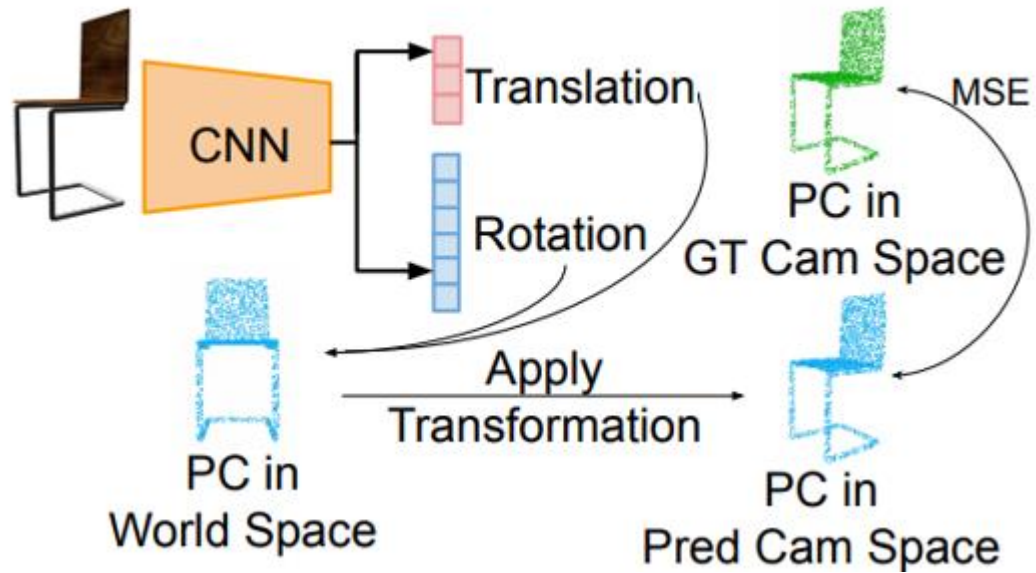 CNN
Translation
Rotation
MSE
PC in
GT Cam Space
PC in
World Space
Apply
Transformation
PC in
Pred Cam Space